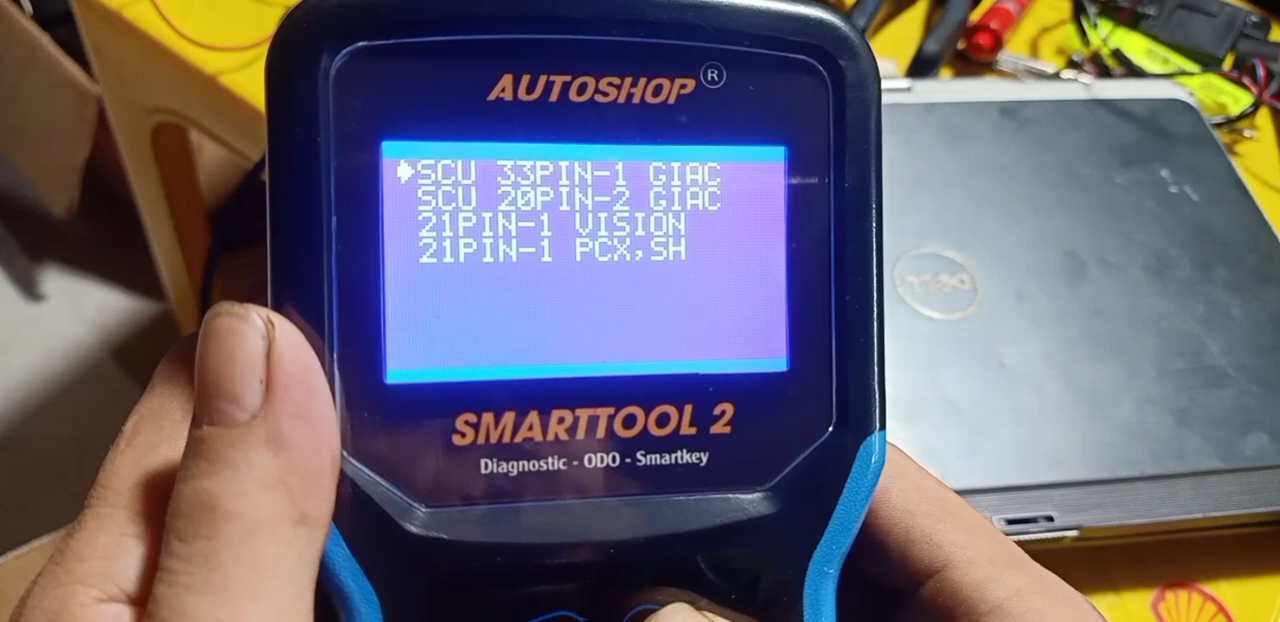 AUTOSHOP ®
SCU 33PIN-1 GIAC
SCU 20PIN-2 GIAC
21PIN-1 VISION
21PIN-1 PCX,SH
SMARTTOOL 2
Diagnostic - ODO - Smartkey
DELL